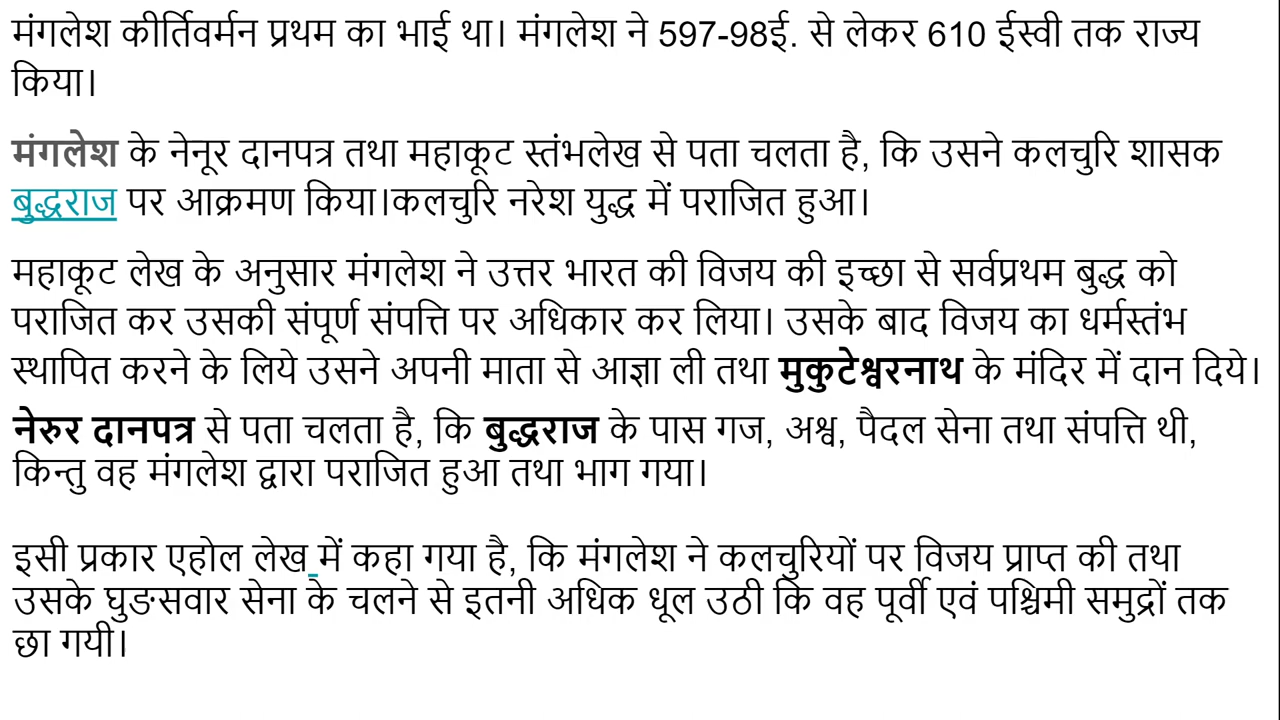 मंगलेश कीर्तिवर्मन प्रथम का भाई था। मंगलेश ने 597-98ई. से लेकर 610 ईस्वी तक राज्य
किया।
मंगलेश के नेनूर दानपत्र तथा महाकूट स्तंभलेख से पता चलता है, कि उसने कलचुरि शासक
बुद्धराज पर आक्रमण किया।कलचुरि नरेश युद्ध में पराजित हुआ।
महाकूट लेख के अनुसार मंगलेश ने उत्तर भारत की विजय की इच्छा से सर्वप्रथम बुद्ध को
पराजित कर उसकी संपूर्ण संपत्ति पर अधिकार कर लिया। उसके बाद विजय का धर्मस्तंभ
स्थापित करने के लिये उसने अपनी माता से आज्ञा ली तथा मुकुटेश्वरनाथ के मंदिर में दान दिये।
नेरुर दानपत्र से पता चलता है, कि बुद्धराज के पास गज, अश्व, पैदल सेना तथा संपत्ति थी,
किन्तु वह मंगलेश द्वारा पराजित हुआ तथा भाग गया।
इसी प्रकार एहोल लेख में कहा गया है, कि मंगलेश ने कलचुरियों पर विजय प्राप्त की तथा
उसके घुङसवार सेना के चलने से इतनी अधिक धूल उठी कि वह पूर्वी एवं पश्चिमी समुद्रों तक
छा गयी।